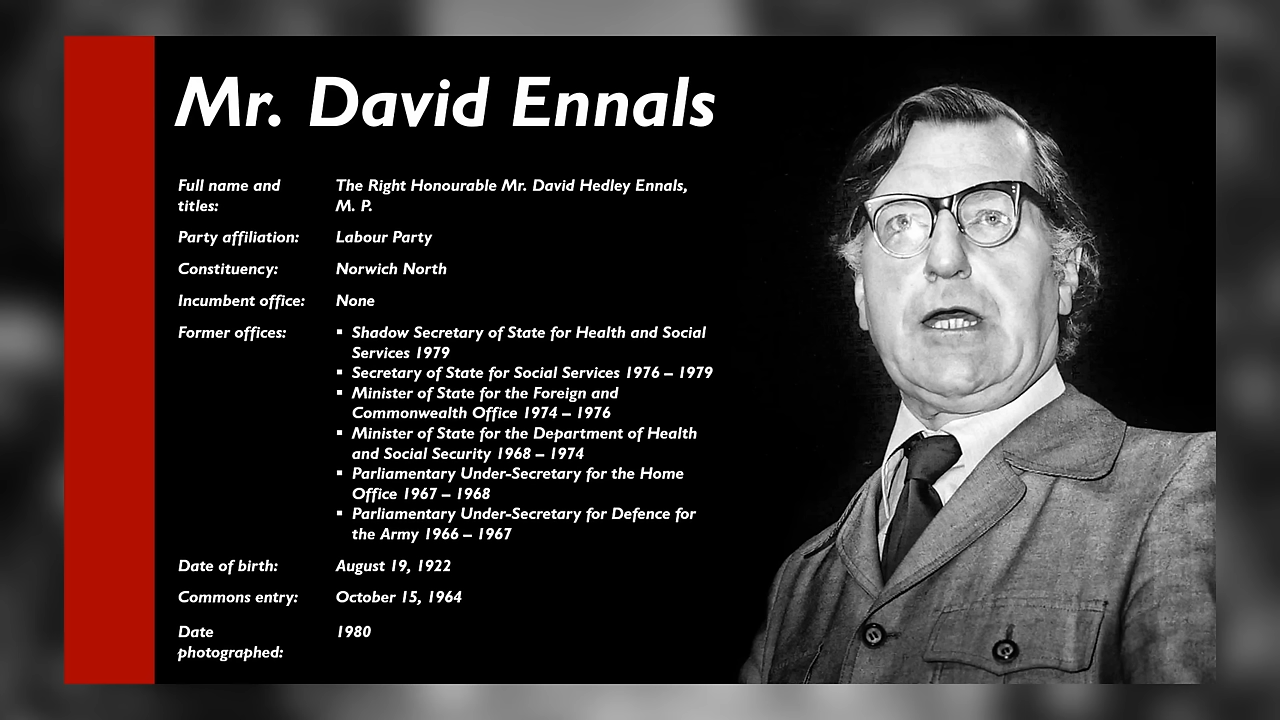 Mr. David Ennals
Full name and
titles:
The Right Honourable Mr. David Hedley Ennals,
M. P.
Party affiliation:
Labour Party
Constituency:
Norwich North
Incumbent office:
None
Former offices:
▪ Shadow Secretary of State for Health and Social
Services 1979
▪ Secretary of State for Social Services 1976 – 1979
▪ Minister of State for the Foreign and
Commonwealth Office 1974 – 1976
▪ Minister of State for the Department of Health
and Social Security 1968 – 1974
▪ Parliamentary Under-Secretary for the Home
Office 1967 – 1968
▪ Parliamentary Under-Secretary for Defence for
the Army 1966 – 1967
Date of birth:
August 19, 1922
Commons entry:
October 15, 1964
Date
photographed:
1980